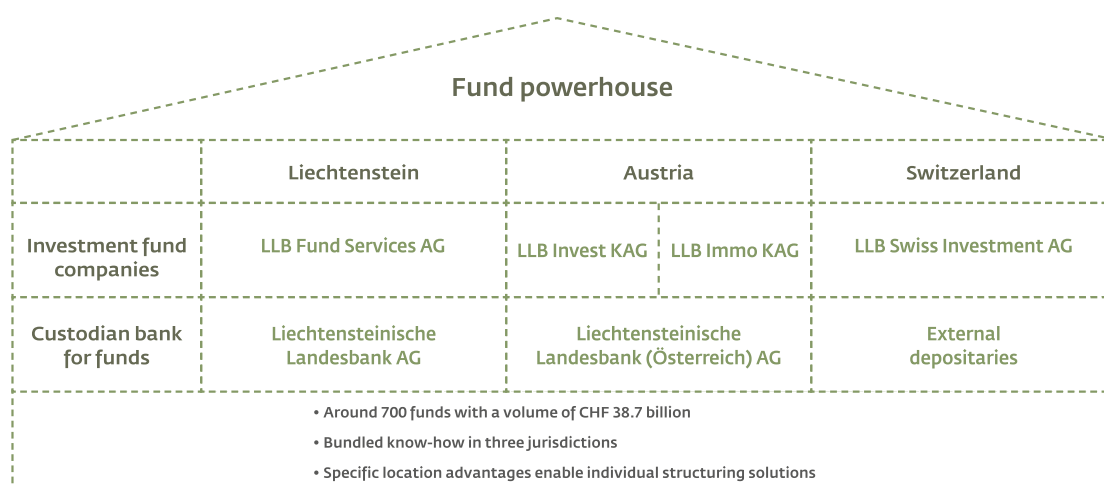 Fund powerhouse
Liechtenstein
Austria
Switzerland
Investment fund
companies
LLB Fund Services AG
LLB Invest KAG
LLB Immo KAG
LLB Swiss Investment AG
Custodian bank
for funds
Liechtensteinische
Landesbank AG
Liechtensteinische
Landesbank (Österreich) AG
External
depositaries
• Around 700 funds with a volume of CHF 38.7 billion
• Bundled know-how in three jurisdictions
• Specific location advantages enable individual structuring solutions